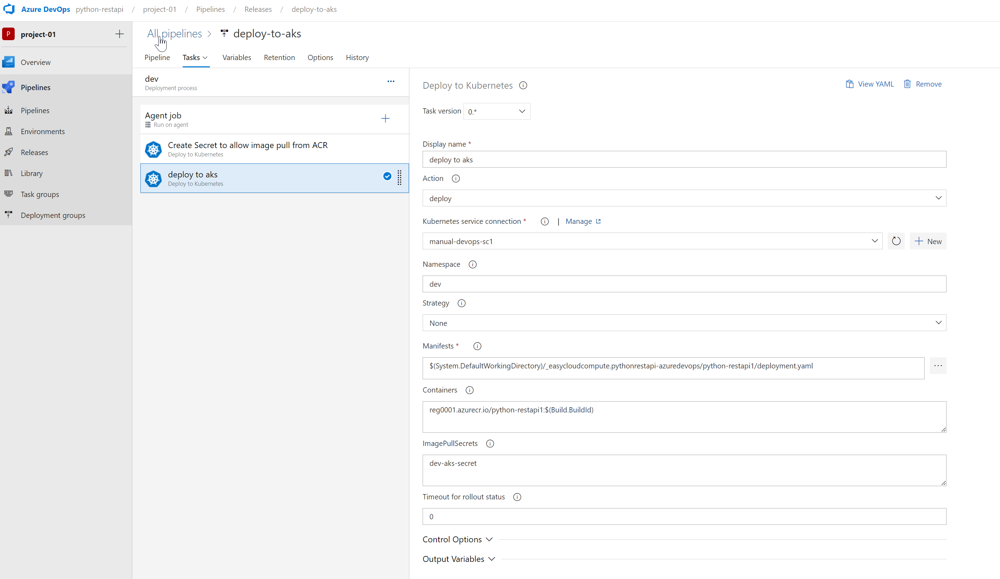 Azure DevOps python-restapi / project-01 / Pipelines / Releases / deploy-to-aks
P project-01
Overview
Pipelines
Pipelines
Environments
Releases
Library
Task groups
Deployment groups
All pipelines > deploy-to-aks
Pipeline Tasks Variables Retention Options History
dev
Deployment process
Agent job
Run on agent
Create Secret to allow image pull from ACR
Deploy to Kubernetes
deploy to aks
Deploy to Kubernetes
Deploy to Kubernetes
View YAML Remove
Task version 0.*
Display name *
deploy to aks
Action
deploy
Kubernetes service connection * | Manage
manual-devops-sc1
New
Namespace
dev
Strategy
None
Manifests *
$(System.DefaultWorkingDirectory)/_easycloudcompute.pythonrestapi-azuredevops/python-restapi1/deployment.yaml
Containers
reg0001.azurecr.io/python-restapi1:$(Build.BuildId)
ImagePullSecrets
dev-aks-secret
Timeout for rollout status
0
Control Options
Output Variables